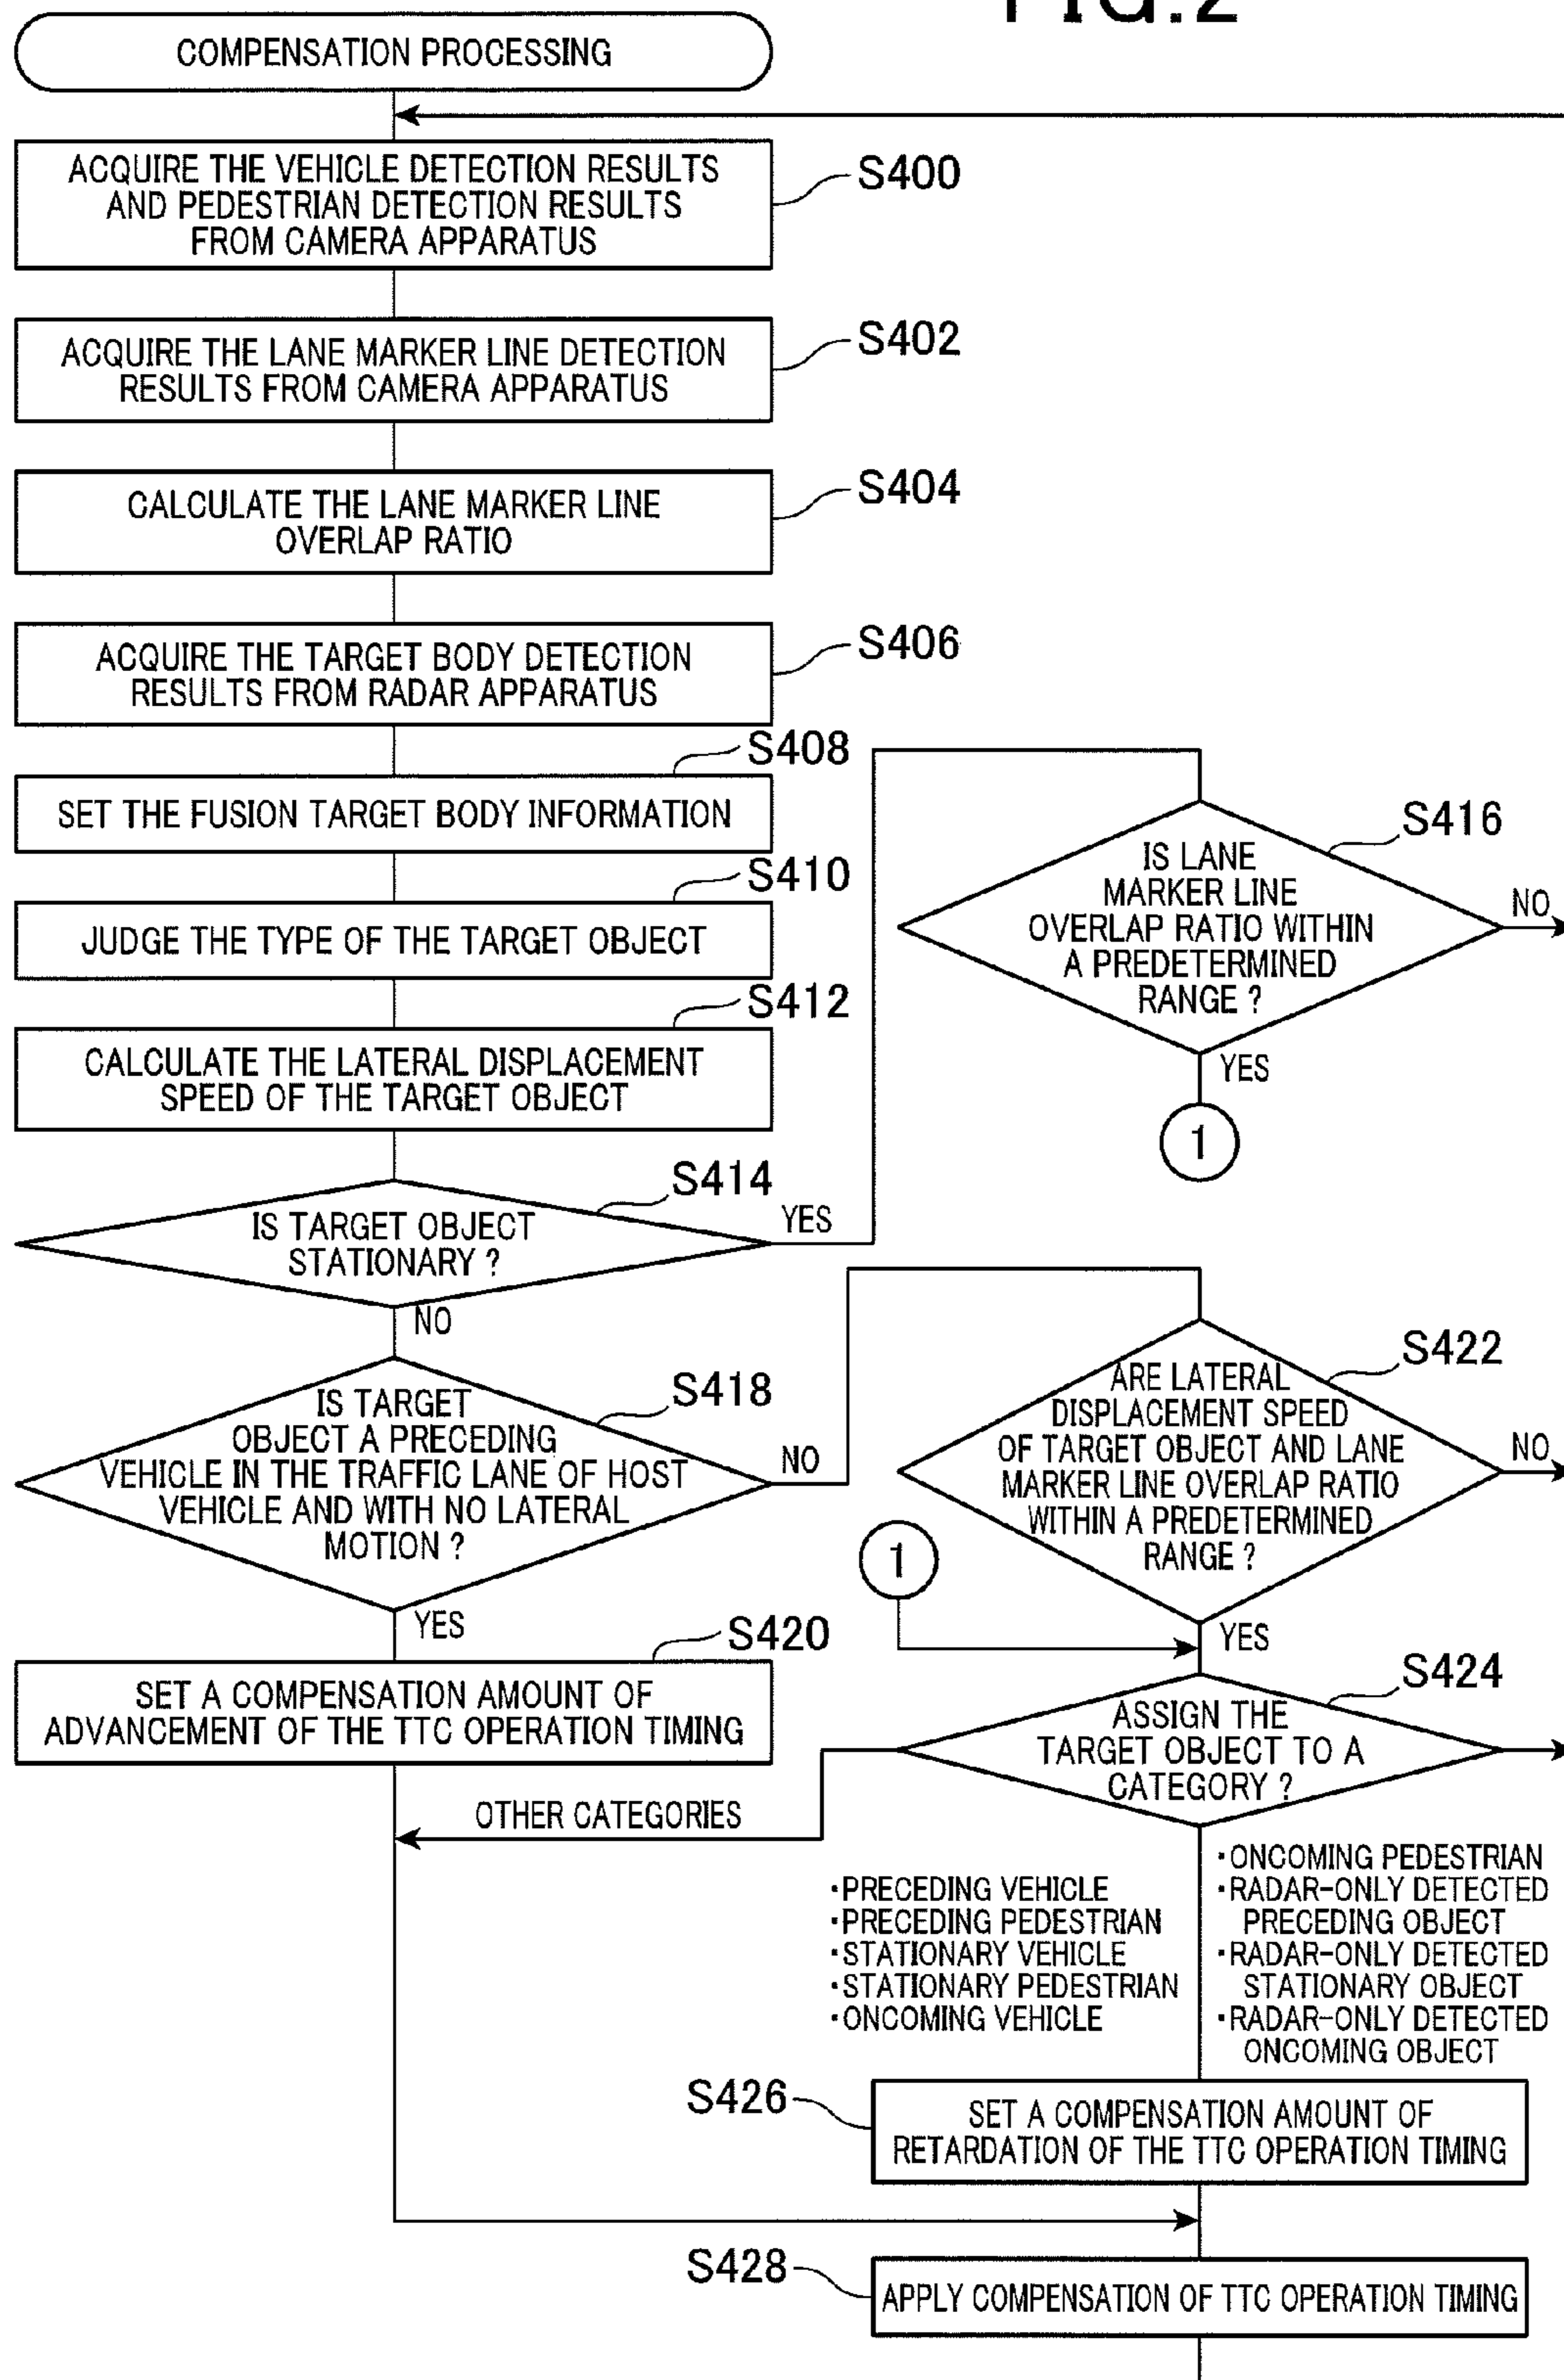 FIG.2
COMPENSATION PROCESSING
ACQUIRE THE VEHICLE DETECTION RESULTS
AND PEDESTRIAN DETECTION RESULTS
FROM CAMERA APPARATUS
S400
ACQUIRE THE LANE MARKER LINE DETECTION
RESULTS FROM CAMERA APPARATUS
S402
CALCULATE THE LANE MARKER LINE
OVERLAP RATIO
S404
ACQUIRE THE TARGET BODY DETECTION
RESULTS FROM RADAR APPARATUS
S406
S408
SET THE FUSION TARGET BODY INFORMATION
S410
JUDGE THE TYPE OF THE TARGET OBJECT
S412
CALCULATE THE LATERAL DISPLACEMENT
SPEED OF THE TARGET OBJECT
S414
IS TARGET OBJECT
STATIONARY ?
YES
NO
S416
IS LANE
MARKER LINE
OVERLAP RATIO WITHIN
A PREDETERMINED
RANGE ?
NO
YES
1
S418
IS TARGET
OBJECT A PRECEDING
VEHICLE IN THE TRAFFIC LANE OF HOST
VEHICLE AND WITH NO LATERAL
MOTION ?
NO
YES
S422
ARE LATERAL
DISPLACEMENT SPEED
OF TARGET OBJECT AND LANE
MARKER LINE OVERLAP RATIO
WITHIN A PREDETERMINED
RANGE ?
NO
YES
1
S420
SET A COMPENSATION AMOUNT OF
ADVANCEMENT OF THE TTC OPERATION TIMING
S424
ASSIGN THE
TARGET OBJECT TO A
CATEGORY ?
OTHER CATEGORIES
・PRECEDING VEHICLE
・PRECEDING PEDESTRIAN
・STATIONARY VEHICLE
・STATIONARY PEDESTRIAN
・ONCOMING VEHICLE
・ONCOMING PEDESTRIAN
・RADAR-ONLY DETECTED
PRECEDING OBJECT
・RADAR-ONLY DETECTED
STATIONARY OBJECT
・RADAR-ONLY DETECTED
ONCOMING OBJECT
S426
SET A COMPENSATION AMOUNT OF
RETARDATION OF THE TTC OPERATION TIMING
S428
APPLY COMPENSATION OF TTC OPERATION TIMING